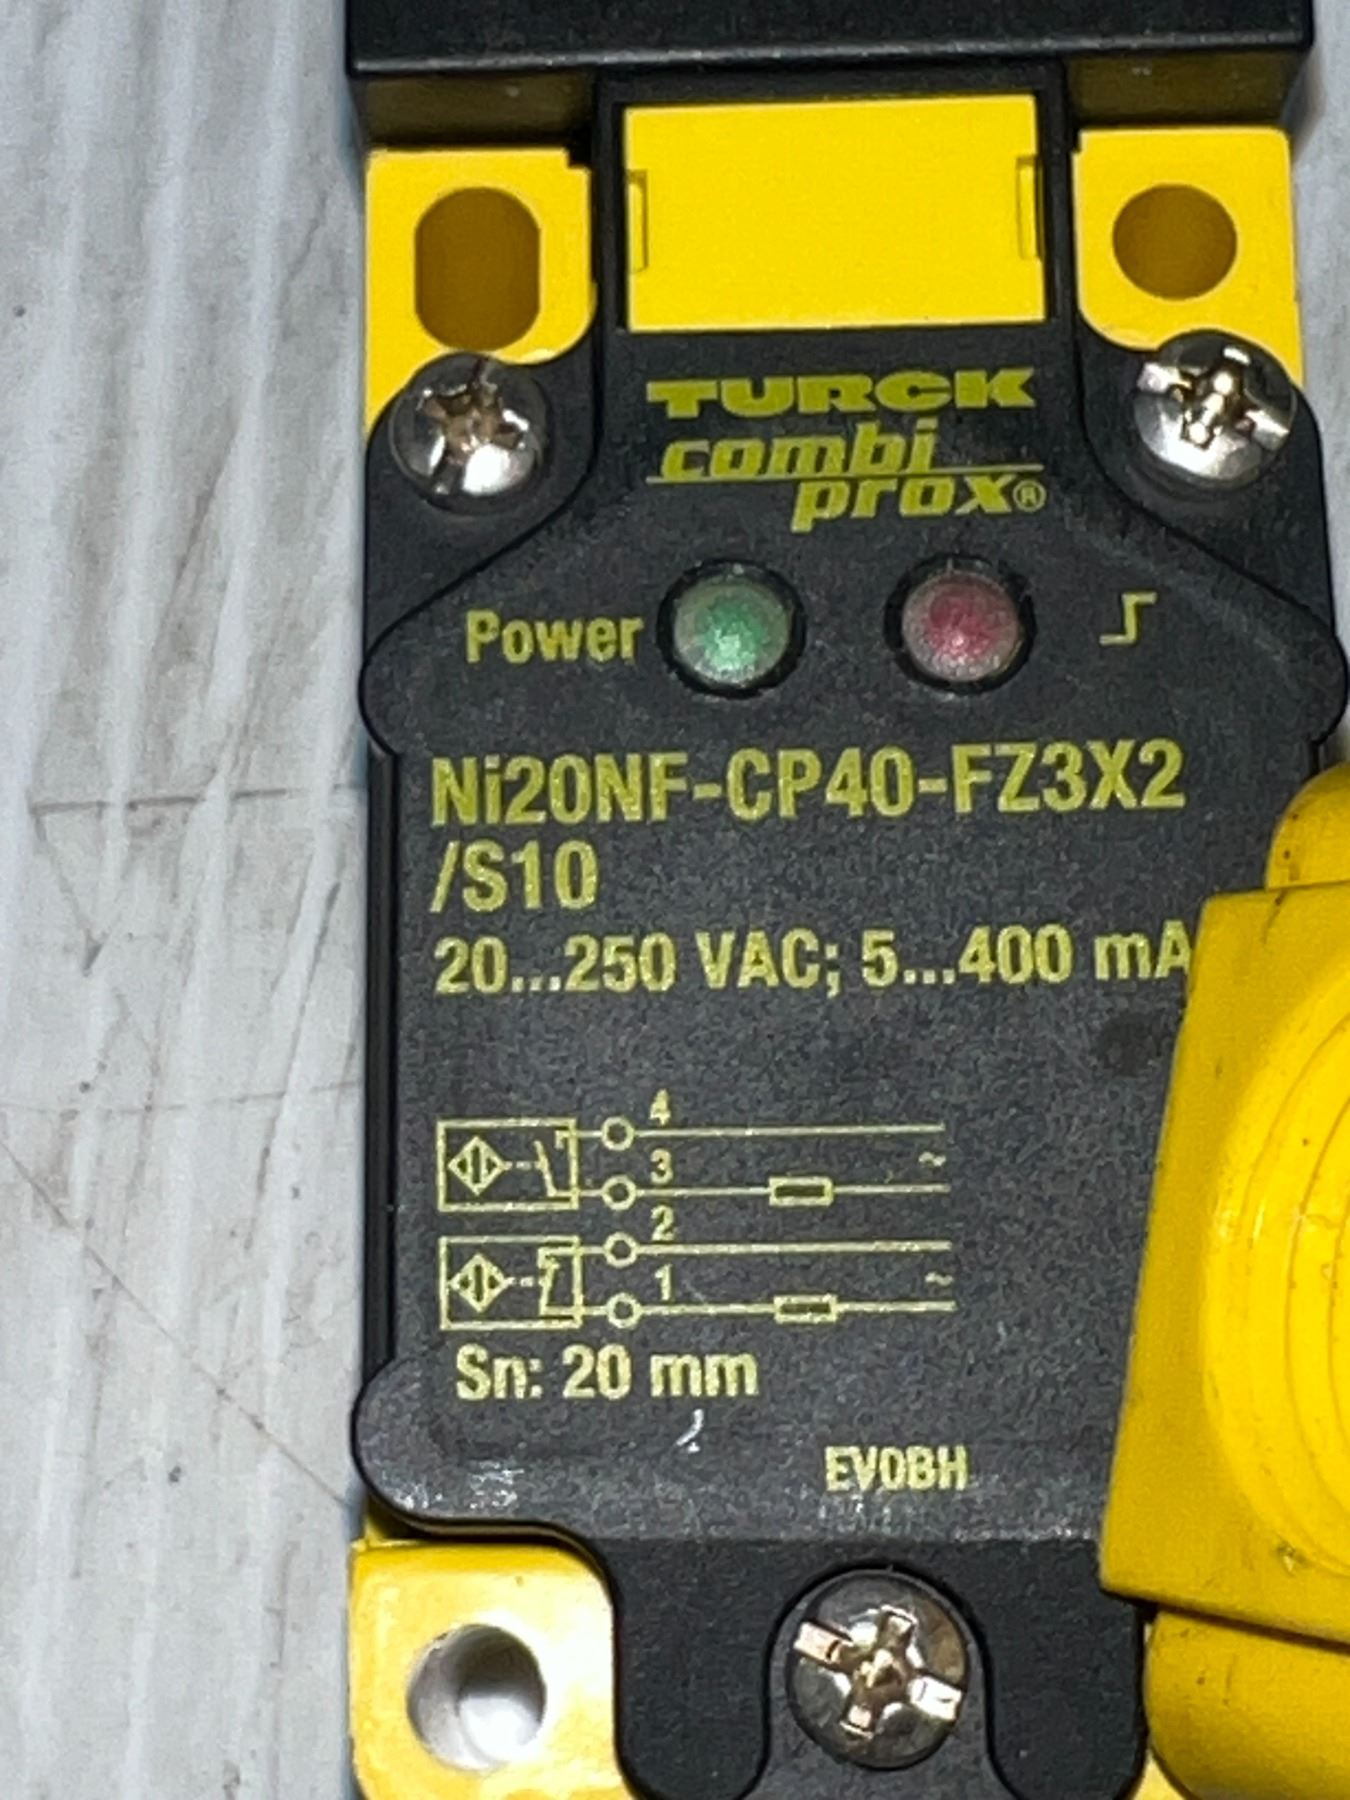 TURCK
combi
prox®
Power
Ni20NF-CP40-FZ3X2
/S10
20...250 VAC; 5...400 mA
4
3
~
2
1
~
Sn: 20 mm
EV0BH